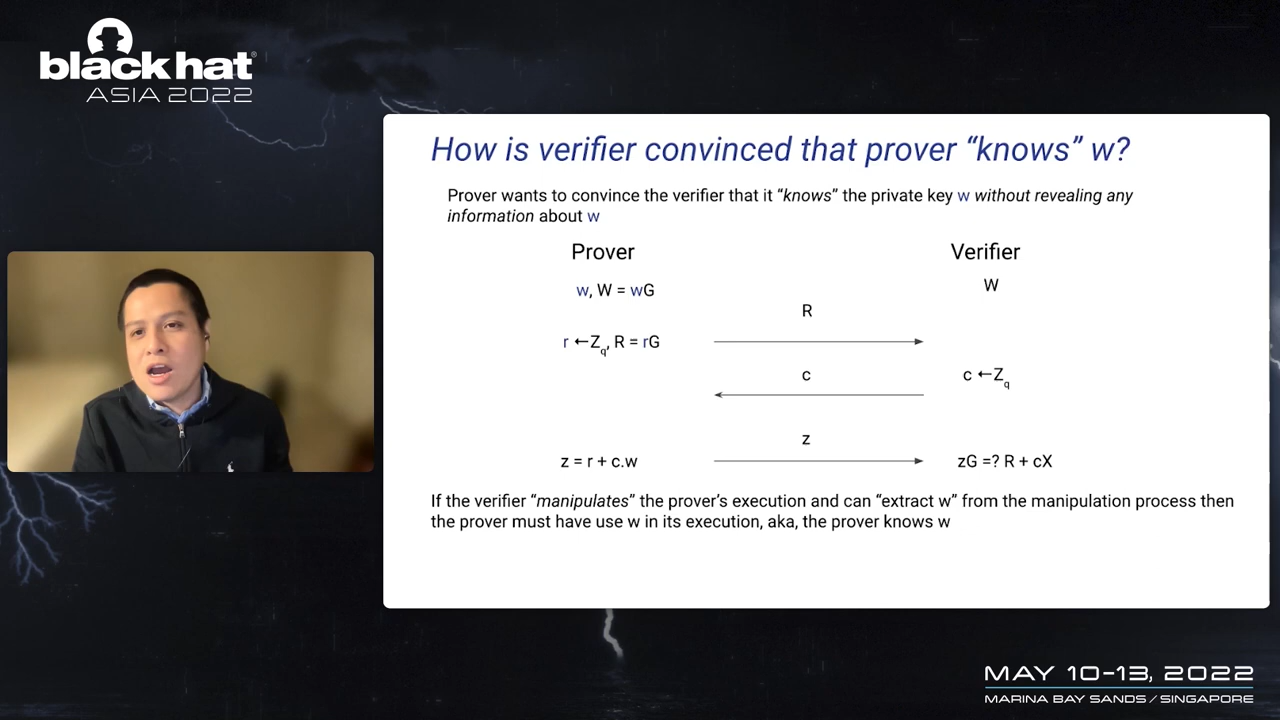 black hat®
ASIA 2022
How is verifier convinced that prover “knows” w?
Prover wants to convince the verifier that it “knows” the private key w without revealing any
information about w
Prover
Verifier
w, W = wG
W
R
r ←Zq, R = rG
c
c ←Zq
z
z = r + c.w
zG =? R + cX
If the verifier “manipulates” the prover’s execution and can “extract w” from the manipulation process then
the prover must have use w in its execution, aka, the prover knows w
MAY 10-13, 2022
MARINA BAY SANDS / SINGAPORE